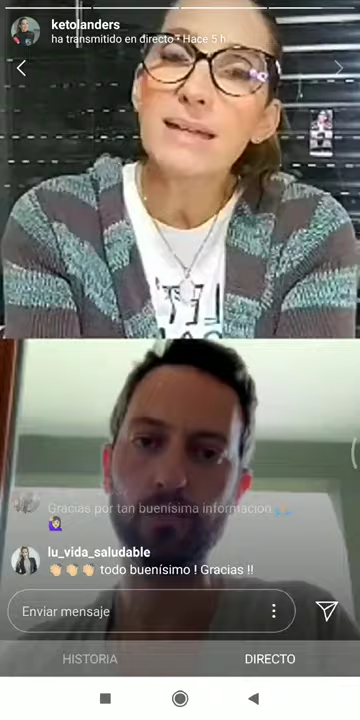 ketolanders
ha transmitido en directo • Hace 5 h
Gracias por tan buenísima información 🙏🏻
🙋🏻‍♀️
lu_vida_saludable
👏🏻👏🏻👏🏻 todo buenísimo ! Gracias !!
Enviar mensaje
HISTORIA
DIRECTO